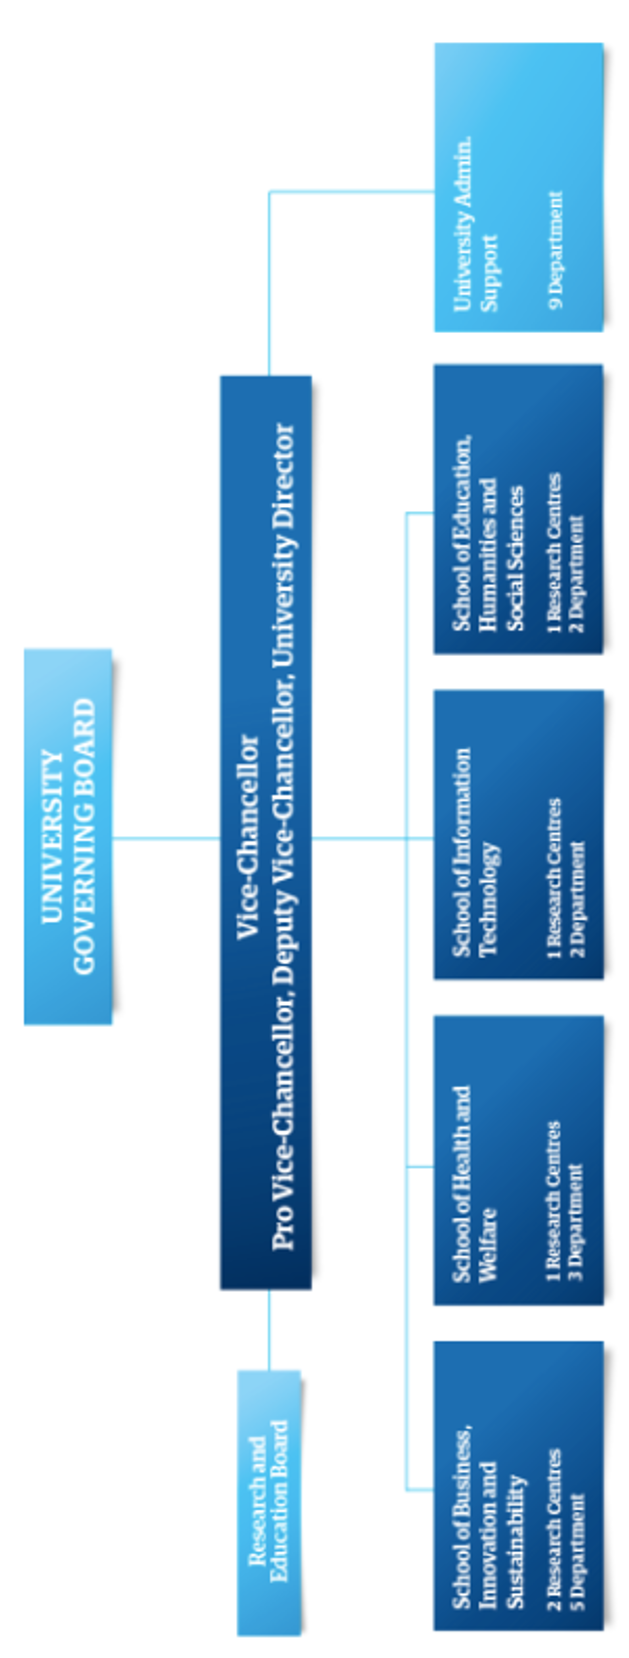 UNIVERSITY
GOVERNING BOARD
Vice-Chancellor
Pro Vice-Chancellor, Deputy Vice-Chancellor, University Director
Research and
Education Board
School of Business,
Innovation and
Sustainability
2 Research Centres
5 Department
School of Health and
Welfare
1 Research Centres
3 Department
School of Information
Technology
1 Research Centres
2 Department
School of Education,
Humanities and
Social Sciences
1 Research Centres
2 Department
University Admin.
Support
9 Department